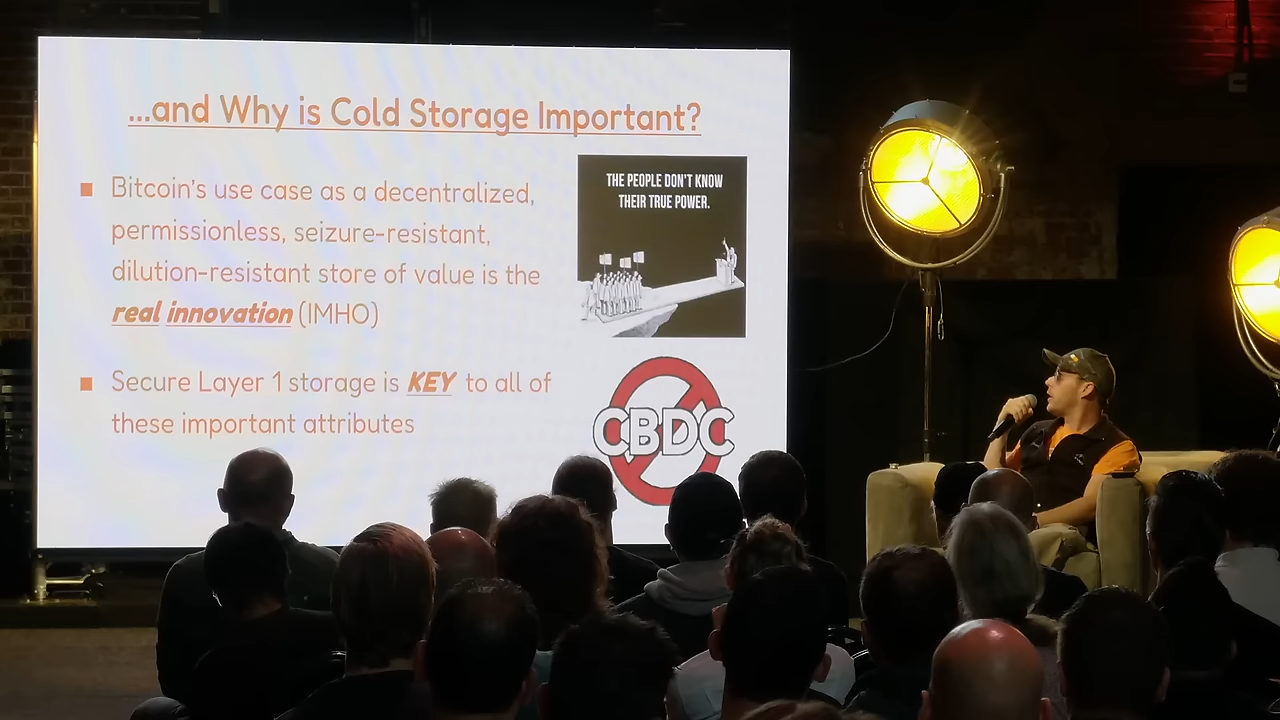 ...and Why is Cold Storage Important?
▪ Bitcoin's use case as a decentralized,
permissionless, seizure-resistant,
dilution-resistant store of value is the
real innovation (IMHO)
▪ Secure Layer 1 storage is KEY to all of
these important attributes
THE PEOPLE DON'T KNOW
THEIR TRUE POWER.
CBDC